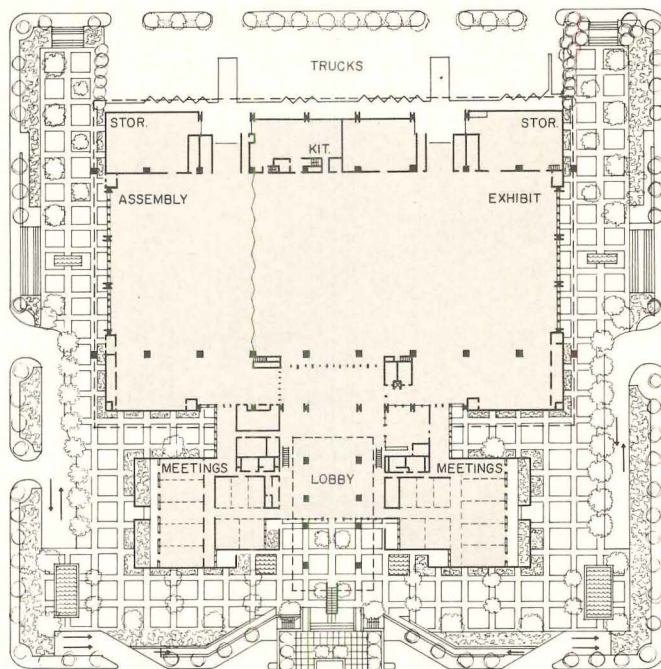 TRUCKS
STOR.
STOR.
KIT.
ASSEMBLY
EXHIBIT
MEETINGS
LOBBY
MEETINGS